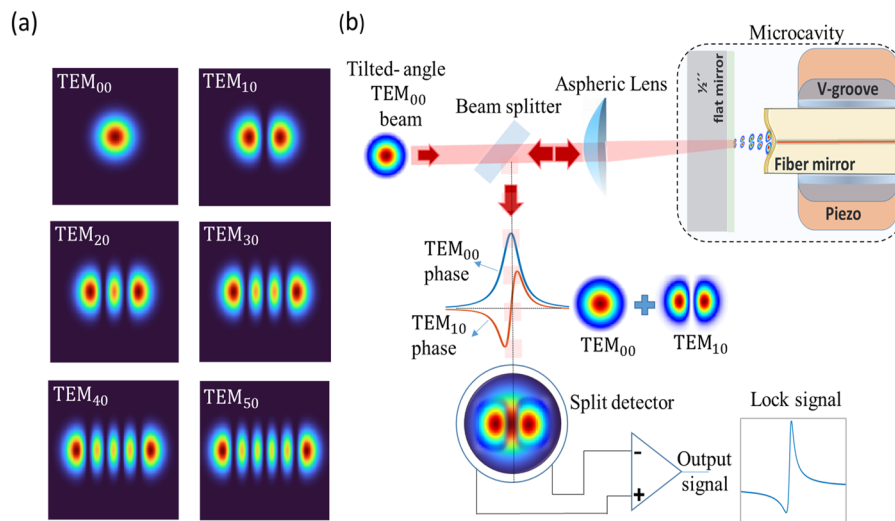 (a)
TEM₀₀
TEM₁₀
TEM₂₀
TEM₃₀
TEM₄₀
TEM₅₀
(b)
Tilted- angle
TEM₀₀
beam
Beam splitter
Aspheric Lens
Microcavity
½´´
flat mirror
V-groove
Fiber mirror
Piezo
TEM₀₀
phase
TEM₁₀
phase
TEM₀₀
TEM₁₀
Split detector
-
+
Output
signal
Lock signal